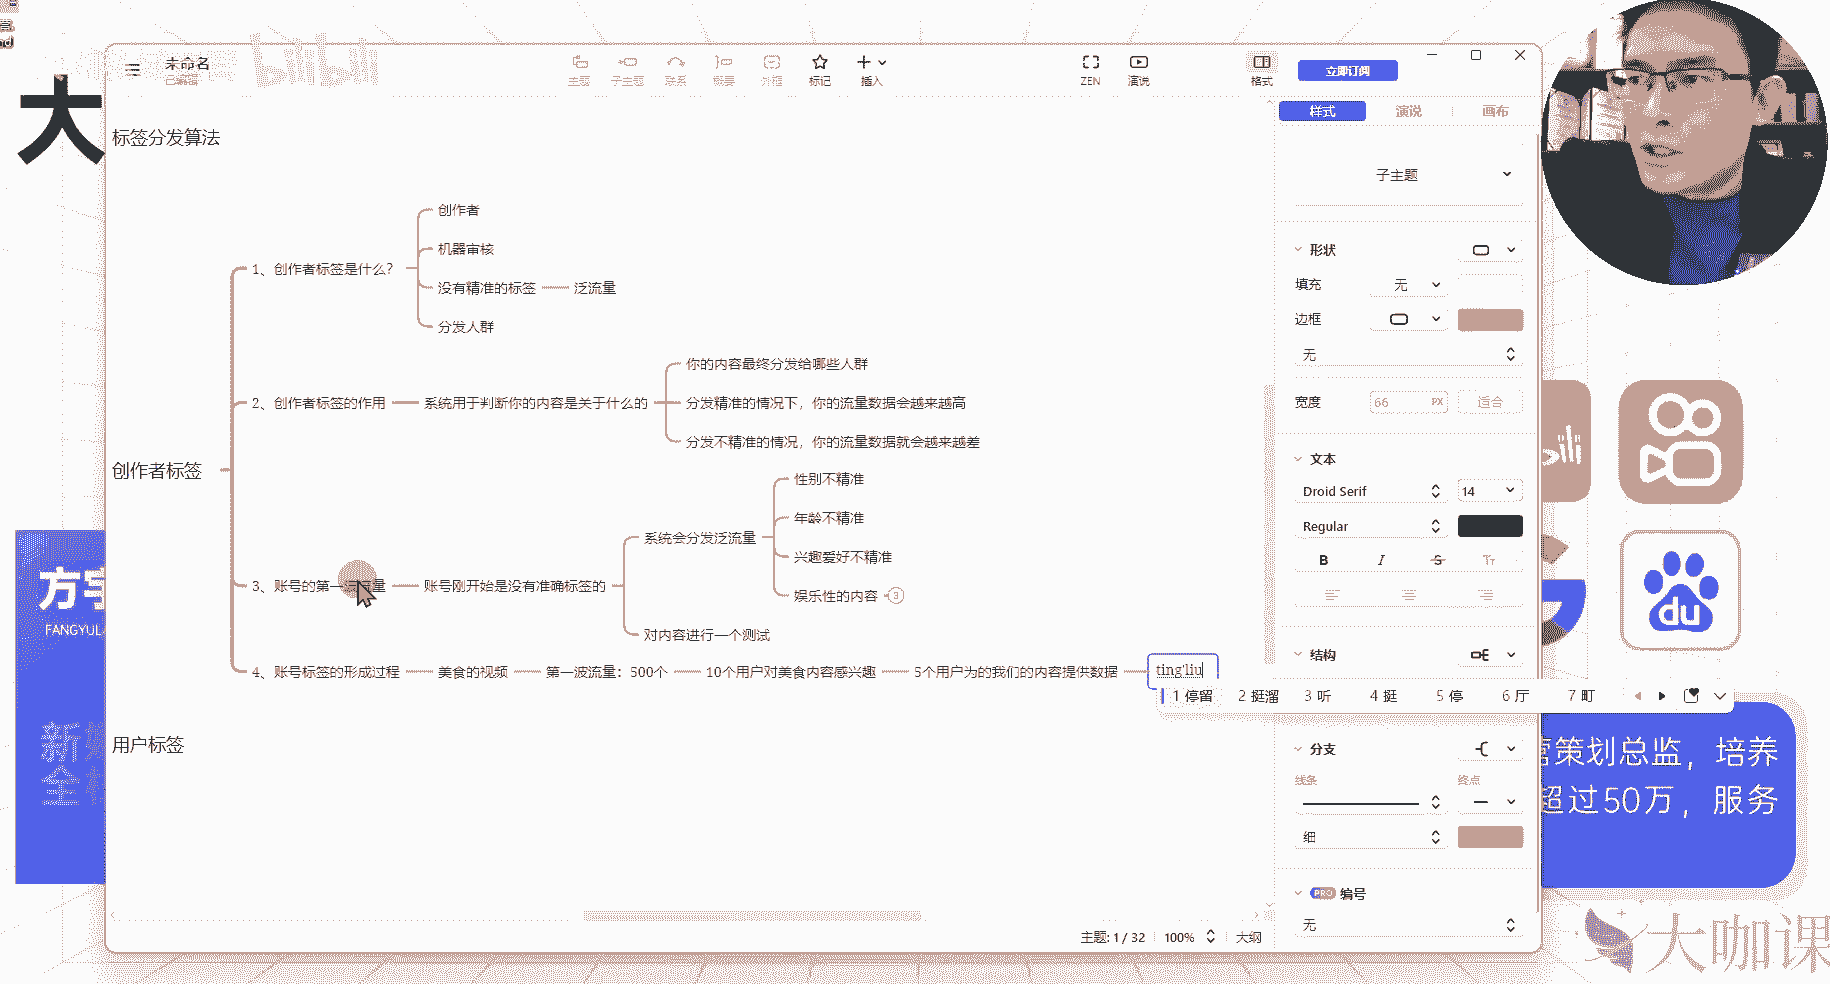 未命名
已编辑
bilibili
主题
子主题
联系
概要
外框
标记
插入
ZEN
演说
格式
立即订阅
大
标签分发算法
样式
演说
画布
子主题
创作者
机器审核
1、创作者标签是什么？
没有精准的标签
泛流量
分发人群
形状
填充
无
边框
无
你的内容最终分发给哪些人群
2、创作者标签的作用
系统用于判断你的内容是关于什么的
分发精准的情况下，你的流量数据会越来越高
分发不精准的情况，你的流量数据就会越来越差
宽度
66
PX
适合
创作者标签
性别不精准
年龄不精准
系统会分发泛流量
兴趣爱好不精准
娱乐性的内容
3
3、账号的第一
量
账号刚开始是没有准确标签的
对内容进行一个测试
文本
Droid Serif
14
Regular
B
I
S
Tт
4、账号标签的形成过程
美食的视频
第一波流量：500个
10个用户对美食内容感兴趣
5个用户为的我们的内容提供数据
ting'liu
结构
1 停留
2 挺溜
3 听
4 挺
5 停
6 厅
7 町
用户标签
分支
线条
终点
细
PRO
编号
无
主题: 1 / 32
100%
大纲
方宇
FANGYULA
新
全
策划总监，培养
超过50万，服务
du
大咖课